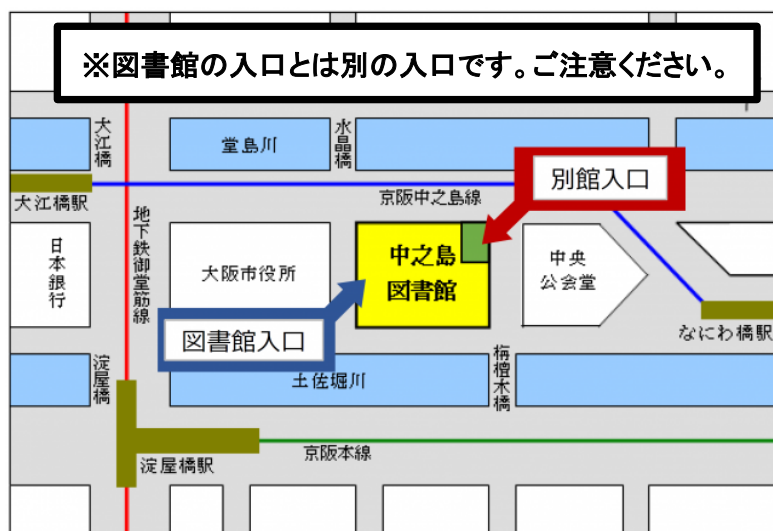 ※図書館の入口とは別の入口です。ご注意ください。
大江橋
堂島川
水晶橋
別館入口
大江橋駅
京阪中之島線
地下鉄御堂筋線
日本銀行
大阪市役所
中之島
図書館
中央
公会堂
図書館入口
なにわ橋駅
淀屋橋
土佐堀川
栴檀木橋
淀屋橋駅
京阪本線